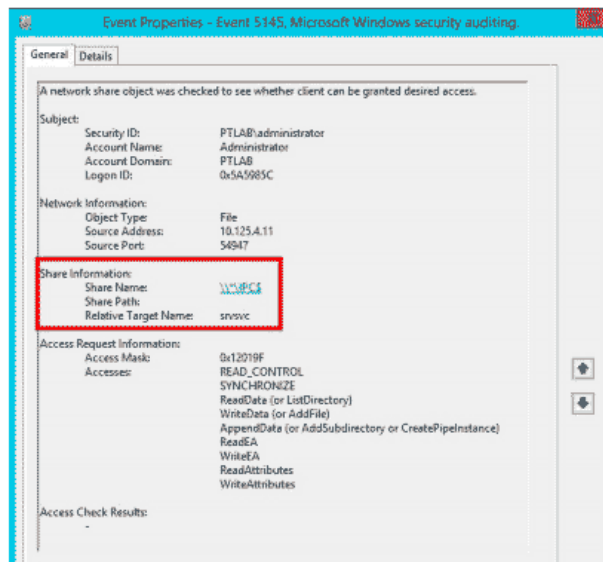 Event Properties - Event 5145, Microsoft Windows security auditing.
General Details
A network share object was checked to see whether client can be granted desired access.
Subject:
Security ID: PTLAB\administrator
Account Name: Administrator
Account Domain: PTLAB
Logon ID: 0x5A5985C
Network Information:
Object Type: File
Source Address: 10.125.4.11
Source Port: 54947
Share Information:
Share Name: \\*\IPC$
Share Path:
Relative Target Name: srvsvc
Access Request Information:
Access Mask: 0x12019F
Accesses: READ_CONTROL
SYNCHRONIZE
ReadData (or ListDirectory)
WriteData (or AddFile)
AppendData (or AddSubdirectory or CreatePipeInstance)
ReadEA
WriteEA
ReadAttributes
WriteAttributes
Access Check Results:
-